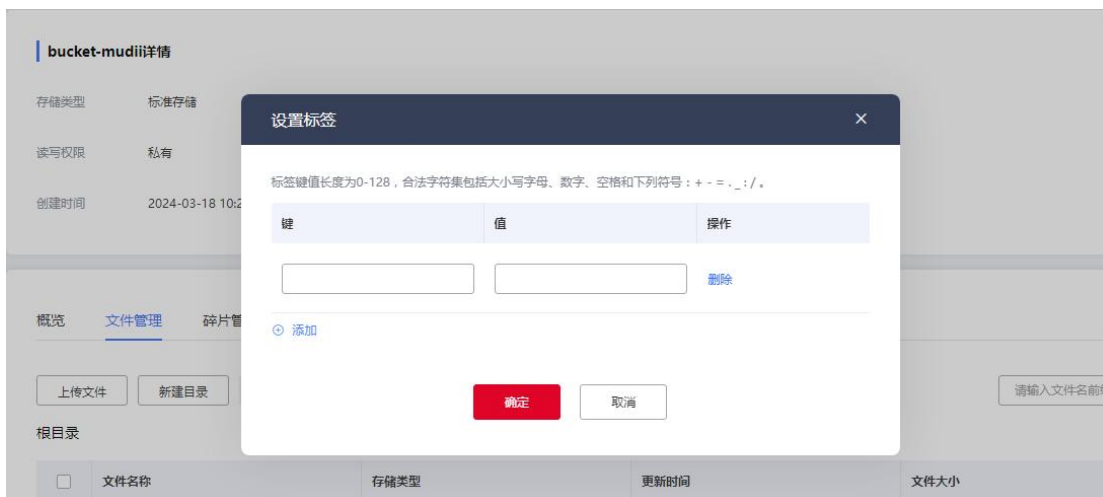 bucket-mudii详情
存储类型 标准存储
设置标签
读写权限 私有
标签键值长度为0-128，合法字符集包括大小写字母、数字、空格和下列符号：+ - = . _ : / 。
创建时间 2024-03-18 10:2
键 值 操作
删除
概览 文件管理 碎片管
添加
上传文件 新建目录
确定 取消
请输入文件名前
根目录
文件名称 存储类型 更新时间 文件大小